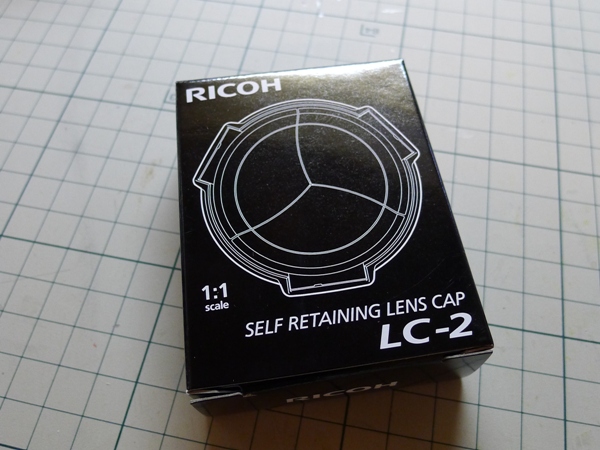 RICOH
1:1
scale
SELF RETAINING LENS CAP
LC-2
RICOH